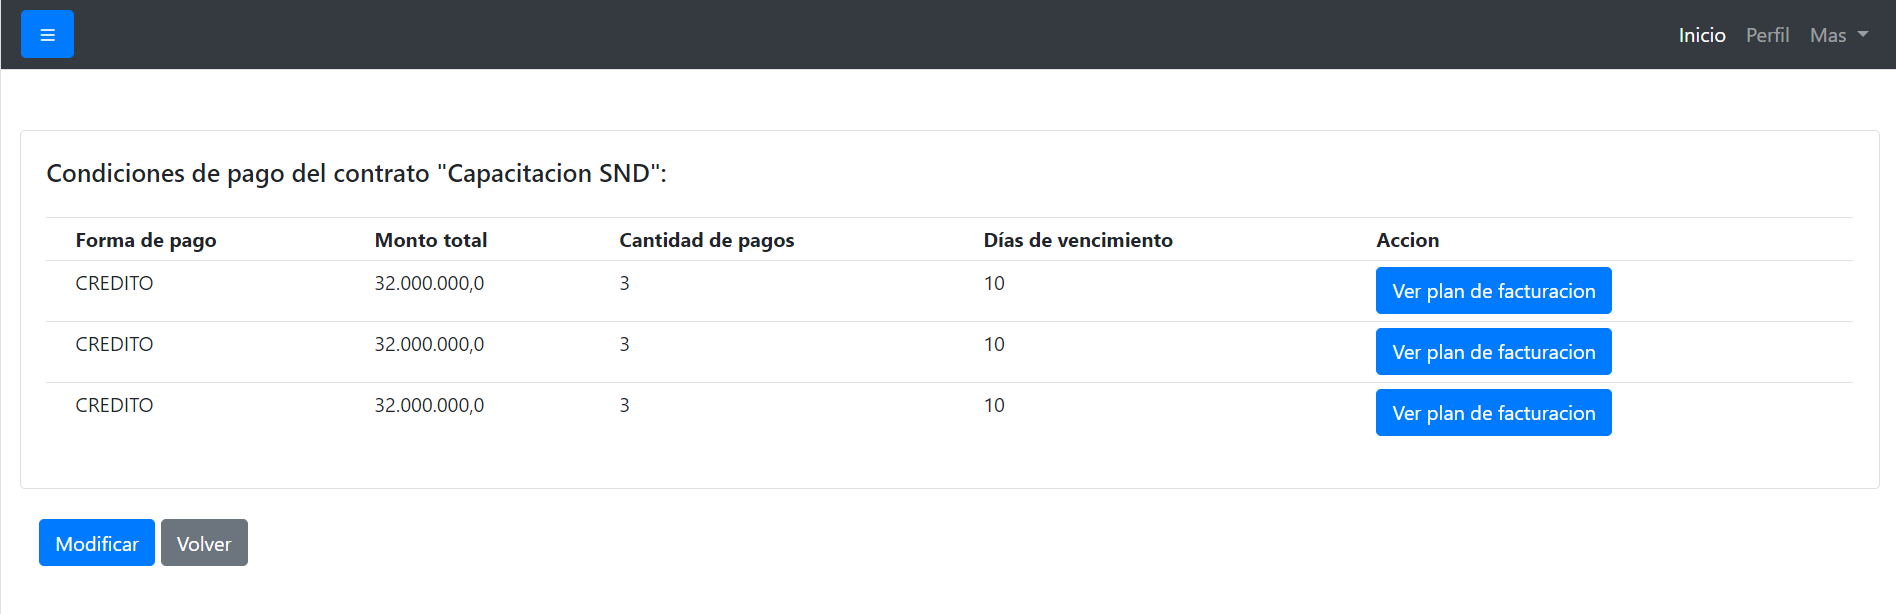 Inicio Perfil Mas
Condiciones de pago del contrato "Capacitacion SND":
Forma de pago Monto total Cantidad de pagos Días de vencimiento Accion
CREDITO 32.000.000,0 3 10 Ver plan de facturacion
CREDITO 32.000.000,0 3 10 Ver plan de facturacion
CREDITO 32.000.000,0 3 10 Ver plan de facturacion
Modificar Volver